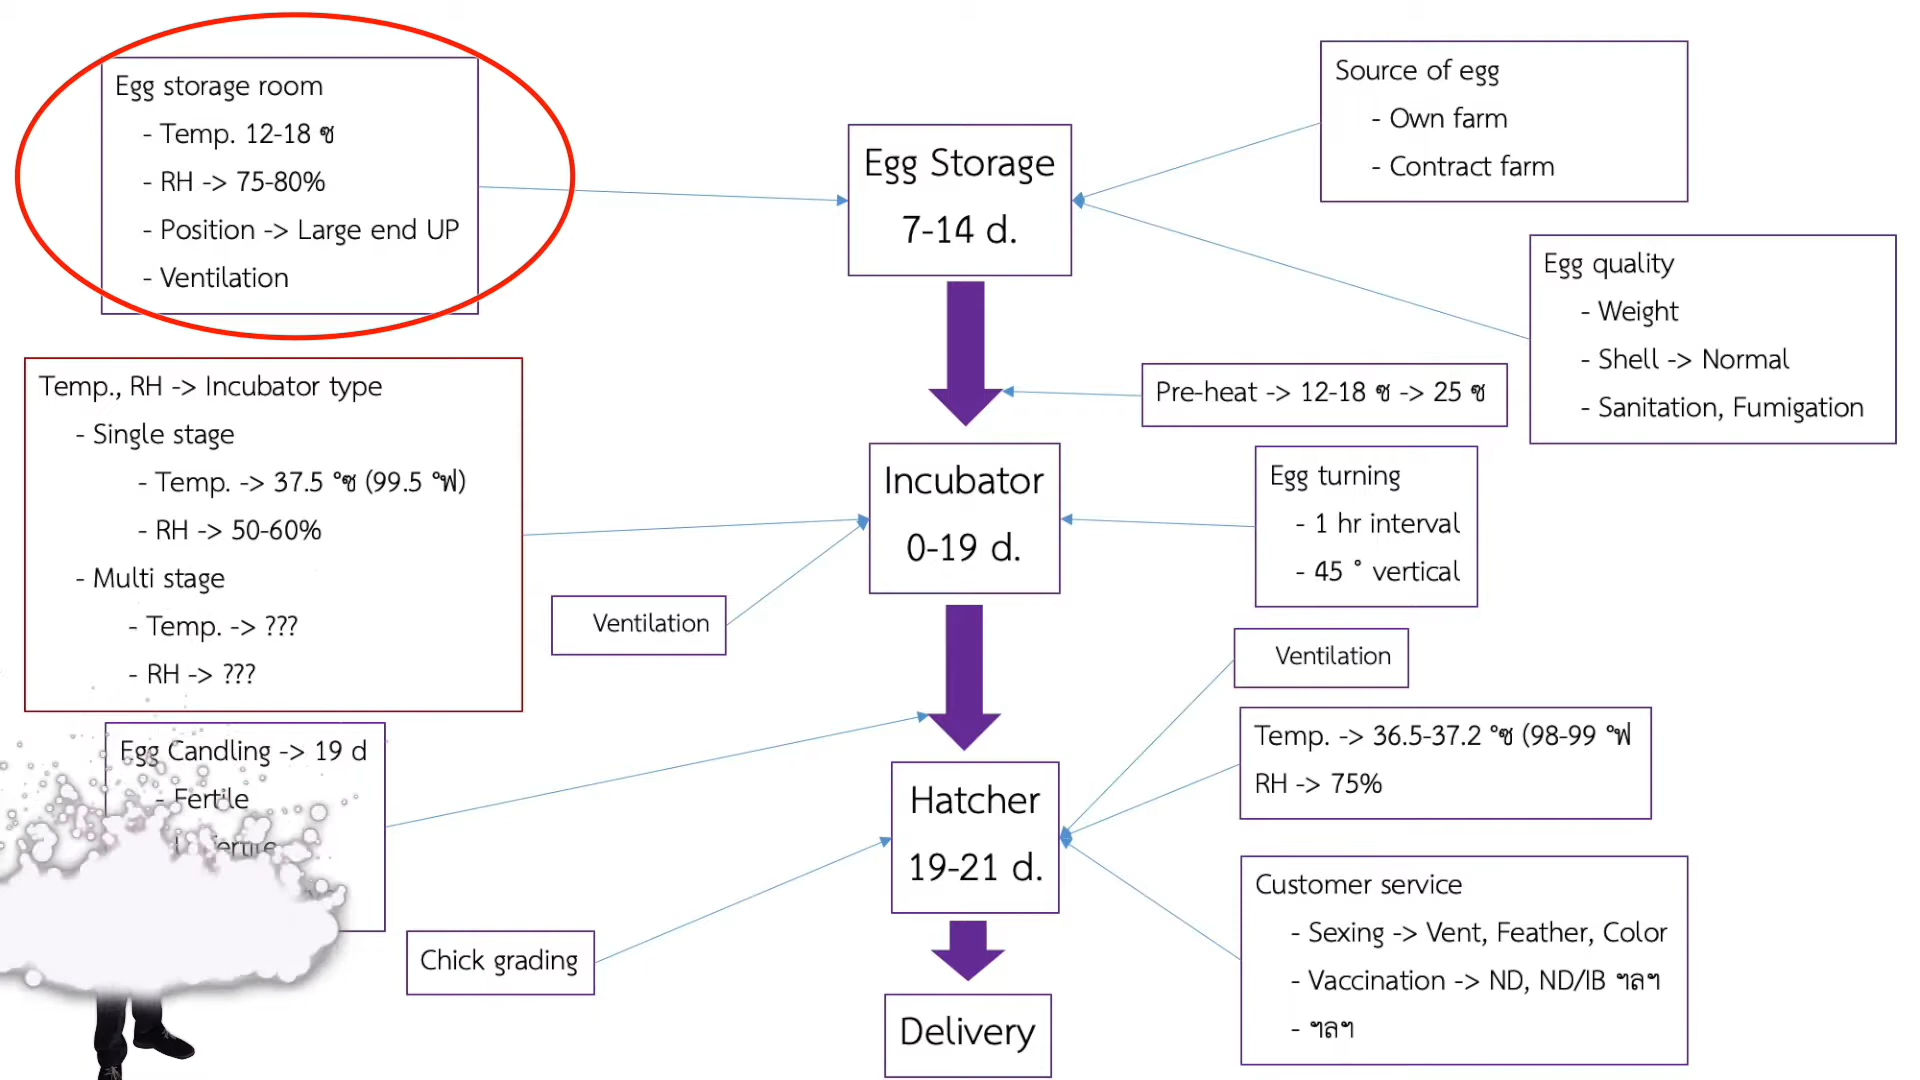 Egg storage room
- Temp. 12-18 ซ
- RH -> 75-80%
- Position -> Large end UP
- Ventilation
Egg Storage
7-14 d.
Source of egg
- Own farm
- Contract farm
Egg quality
- Weight
- Shell -> Normal
- Sanitation, Fumigation
Pre-heat -> 12-18 ซ -> 25 ซ
Temp., RH -> Incubator type
- Single stage
- Temp. -> 37.5 °ซ (99.5 °ฟ)
- RH -> 50-60%
- Multi stage
- Temp. -> ???
- RH -> ???
Incubator
0-19 d.
Egg turning
- 1 hr interval
- 45 ° vertical
Ventilation
Ventilation
Temp. -> 36.5-37.2 °ซ (98-99 °ฟ
RH -> 75%
Egg Candling -> 19 d
- Fertile
Hatcher
19-21 d.
Chick grading
Customer service
- Sexing -> Vent, Feather, Color
- Vaccination -> ND, ND/IB ฯลฯ
- ฯลฯ
Delivery